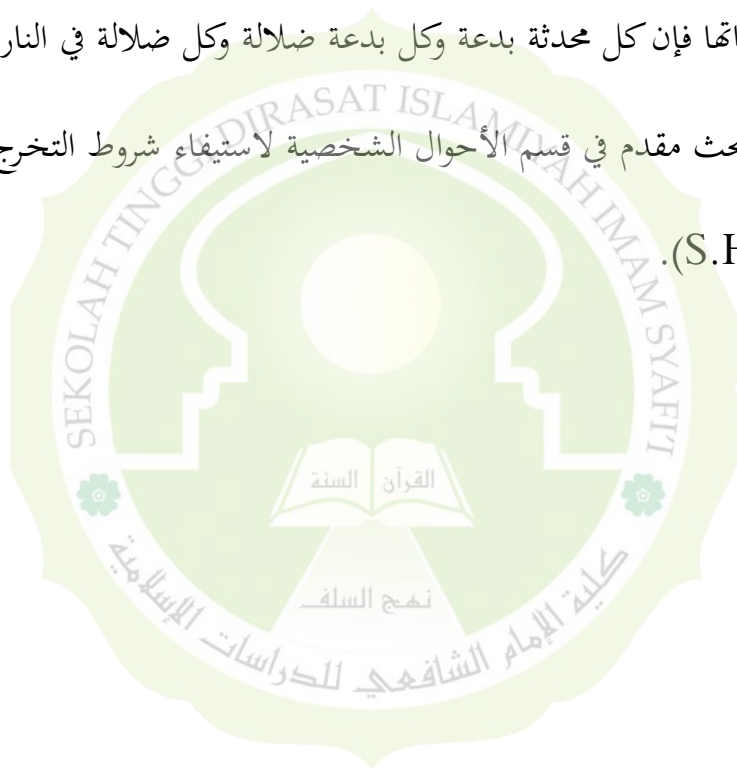 اتها فإن كل محدثة بدعة وكل بدعة ضلالة وكل ضلالة في النار
حث مقدم في قسم الأحوال الشخصية لاستيفاء شروط التخرج
.(S.H
SEKOLAH TINGGI DIRASAT ISLAMIYAH IMAM SYAFI'I
القرآن السنة
نهج السلف
كلية الإمام الشافعي للدراسات الإسلامية